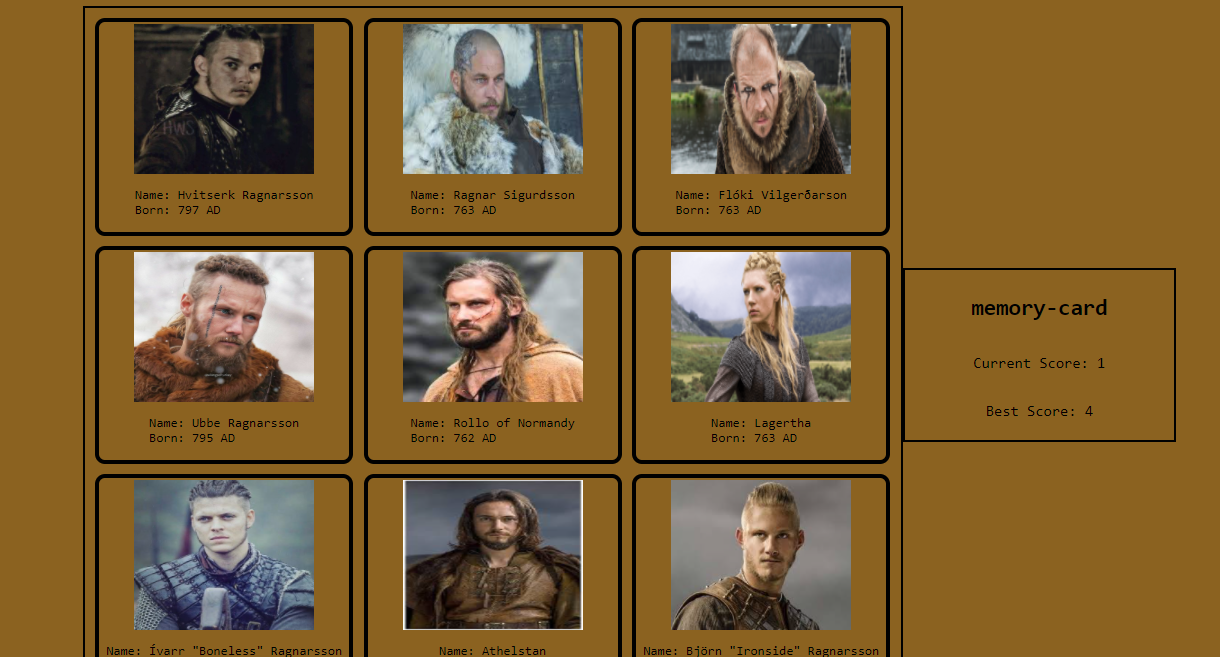 HWS
Name: Hvitserk Ragnarsson
Born: 797 AD
Name: Ragnar Sigurdsson
Born: 763 AD
Name: Flóki Vilgerðarson
Born: 763 AD
Name: Ubbe Ragnarsson
Born: 795 AD
Name: Rollo of Normandy
Born: 762 AD
Name: Lagertha
Born: 763 AD
Name: Ívarr "Boneless" Ragnarsson
Name: Athelstan
Name: Björn "Ironside" Ragnarsson
memory-card
Current Score: 1
Best Score: 4